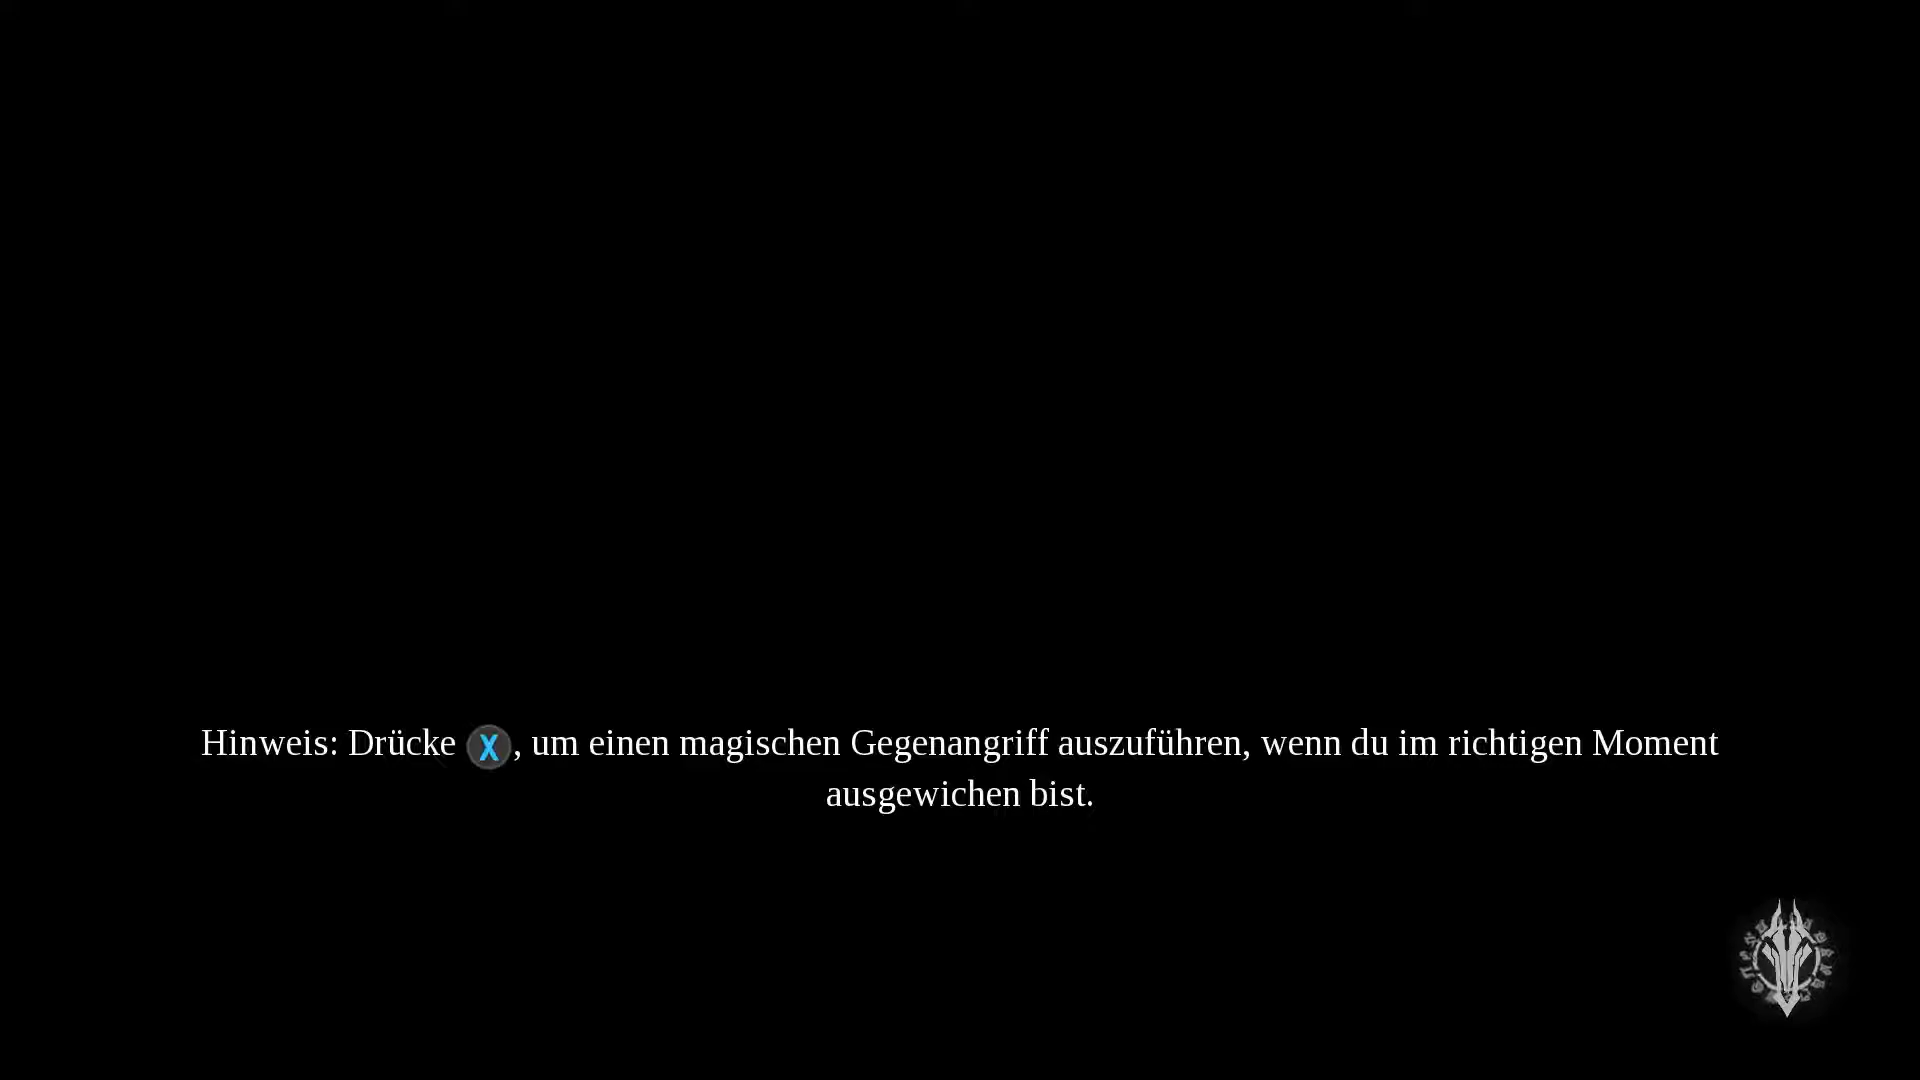 Hinweis: Drücke X, um einen magischen Gegenangriff auszuführen, wenn du im richtigen Moment
ausgewichen bist.